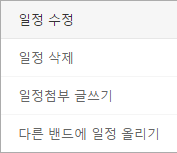 일정 수정
일정 삭제
일정첨부 글쓰기
다른 밴드에 일정 올리기